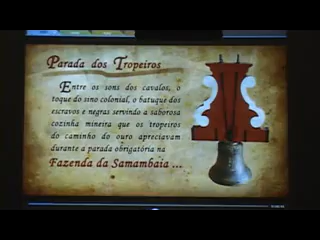 Parada dos Tropeiros
Entre os sons dos cavalos, o
toque do sino colonial, o batuque dos
escravos e negras servindo a saborosa
cozinha mineira que os tropeiros
do caminho do ouro apreciavam
durante a parada obrigatória na
Fazenda da Samambaia ...